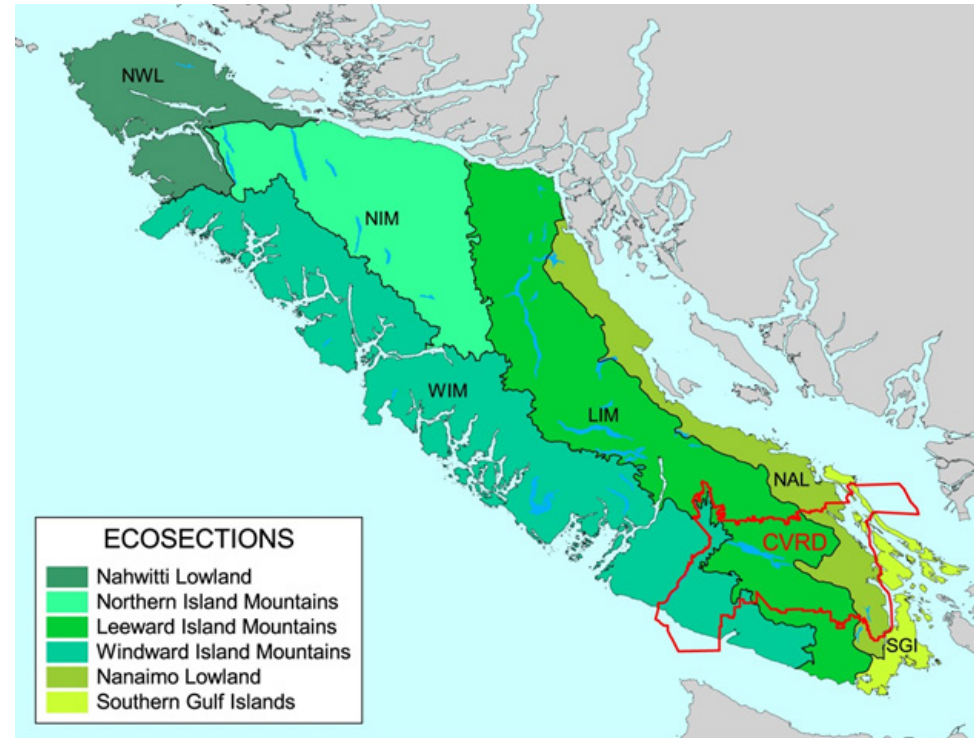 NWL
NIM
WIM
LIM
NAL
CVRD
SGI
ECOSECTIONS
Nahwitti Lowland
Northern Island Mountains
Leeward Island Mountains
Windward Island Mountains
Nanaimo Lowland
Southern Gulf Islands